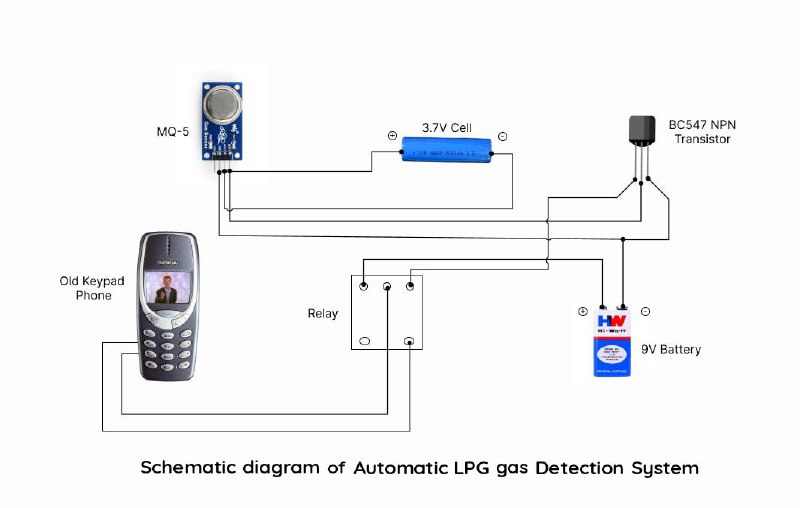 MQ-5
3.7V Cell
BC547 NPN
Transistor
Old Keypad
Phone
NOKIA
Relay
HW
Hi-Watt
9V Battery
Schematic diagram of Automatic LPG gas Detection System